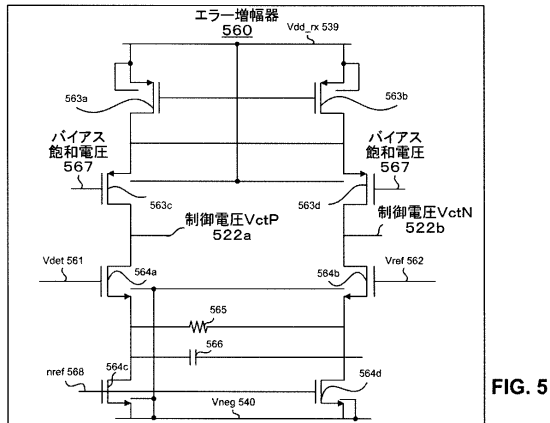 エラー増幅器
560
Vdd_rx 539
563a
563b
バイアス
飽和電圧
567
バイアス
飽和電圧
567
563c
563d
制御電圧VctP
522a
制御電圧VctN
522b
Vdet 561
564a
564b
Vref 562
565
566
nref 568
564c
564d
Vneg 540
FIG. 5